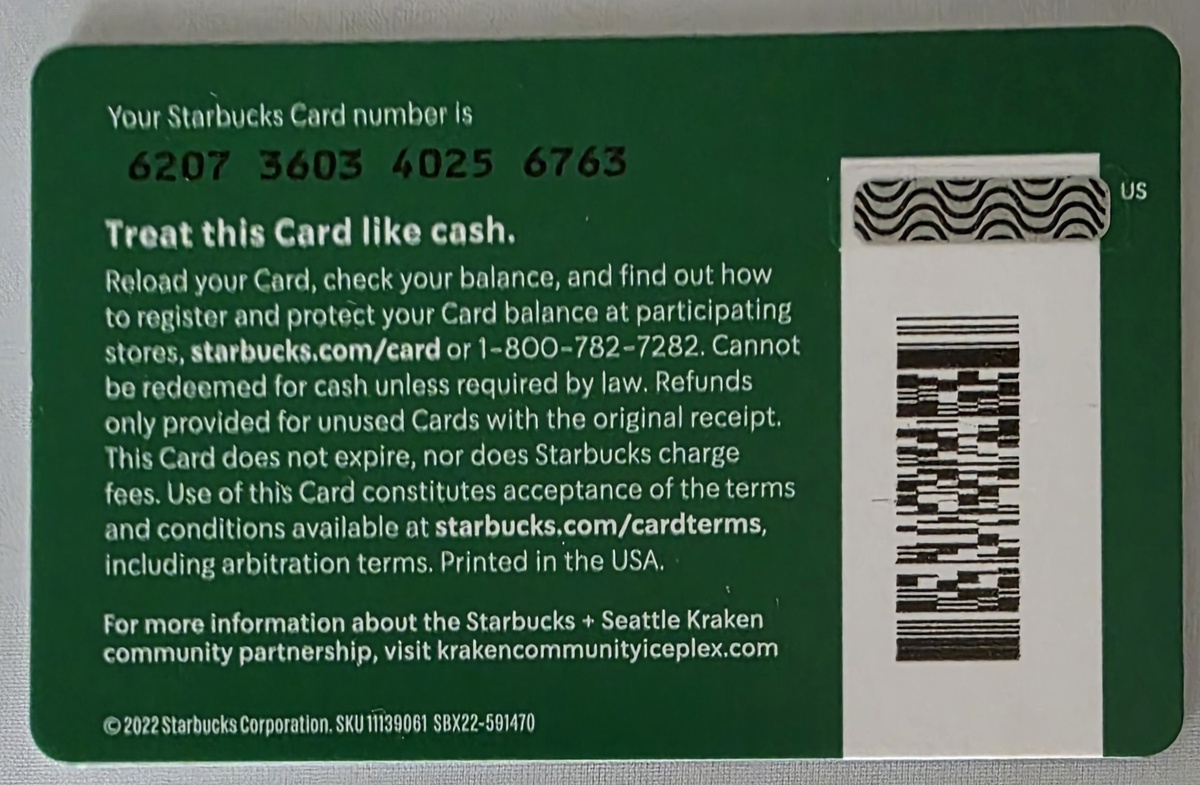 Your Starbucks Card number is
6207 3603 4025 6763
Treat this Card like cash.
Reload your Card, check your balance, and find out how
to register and protect your Card balance at participating
stores, starbucks.com/card or 1-800-782-7282. Cannot
be redeemed for cash unless required by law. Refunds
only provided for unused Cards with the original receipt.
This Card does not expire, nor does Starbucks charge
fees. Use of this Card constitutes acceptance of the terms
and conditions available at starbucks.com/cardterms,
including arbitration terms. Printed in the USA.
For more information about the Starbucks + Seattle Kraken
community partnership, visit krakencommunityiceplex.com
© 2022 Starbucks Corporation. SKU 11139061 SBX22-591470
US